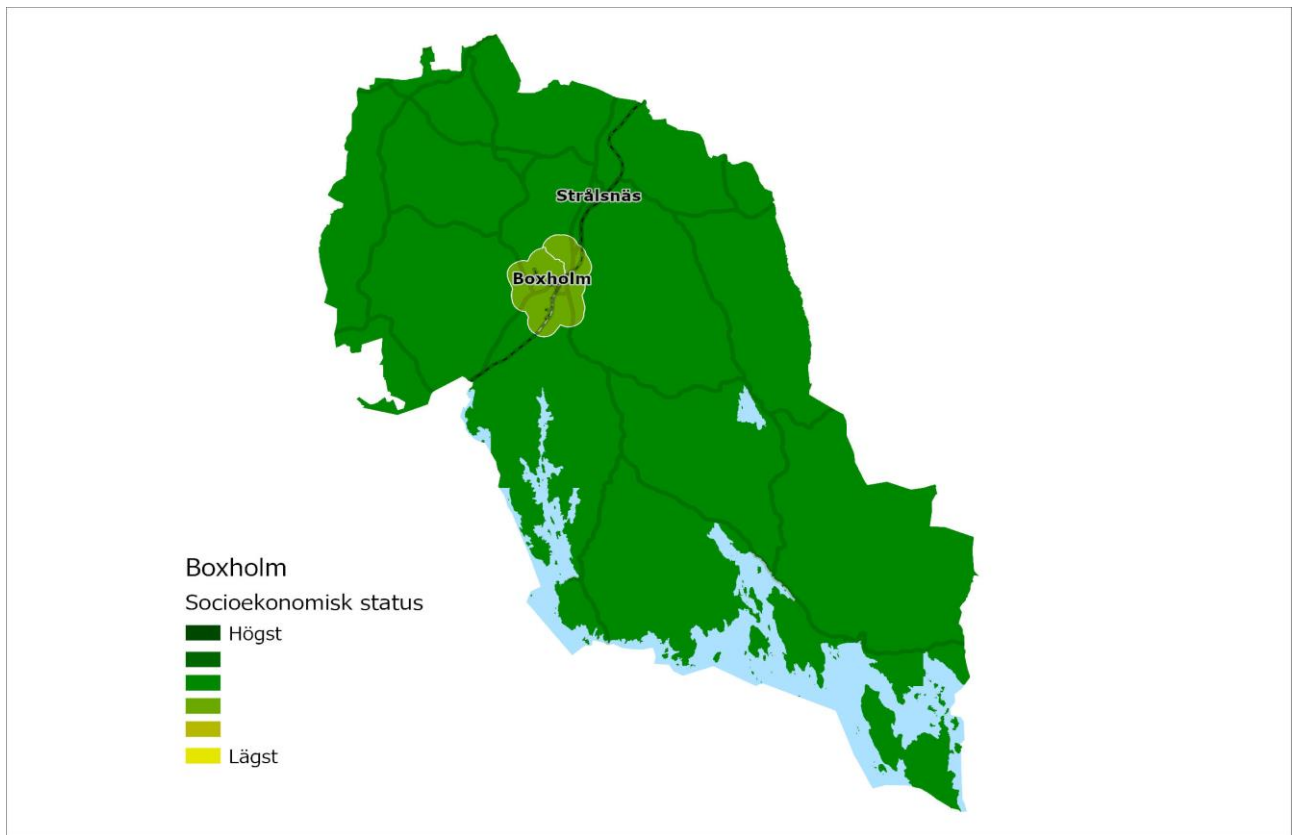 Strålsnäs
Boxholm
Boxholm
Socioekonomisk status
Högst
Lägst